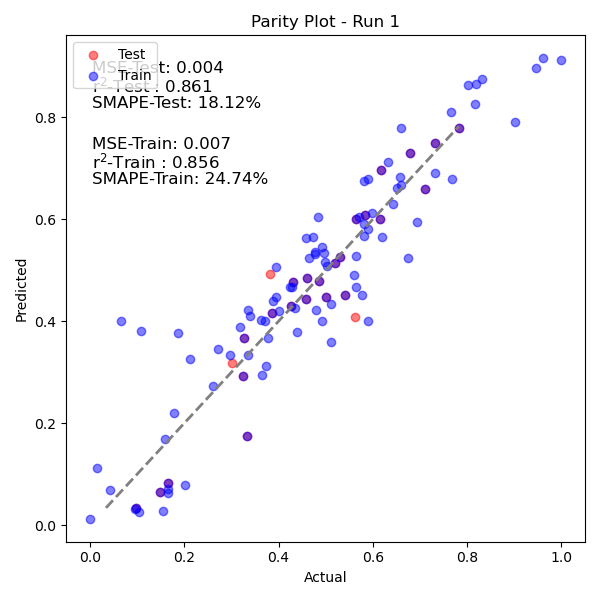 Parity Plot - Run 1
Test
Train
MSE-Test: 0.004
r²-Test : 0.861
SMAPE-Test: 18.12%
MSE-Train: 0.007
r²-Train : 0.856
SMAPE-Train: 24.74%
Predicted
0.8
0.6
0.4
0.2
0.0
0.0 0.2 0.4 0.6 0.8 1.0
Actual